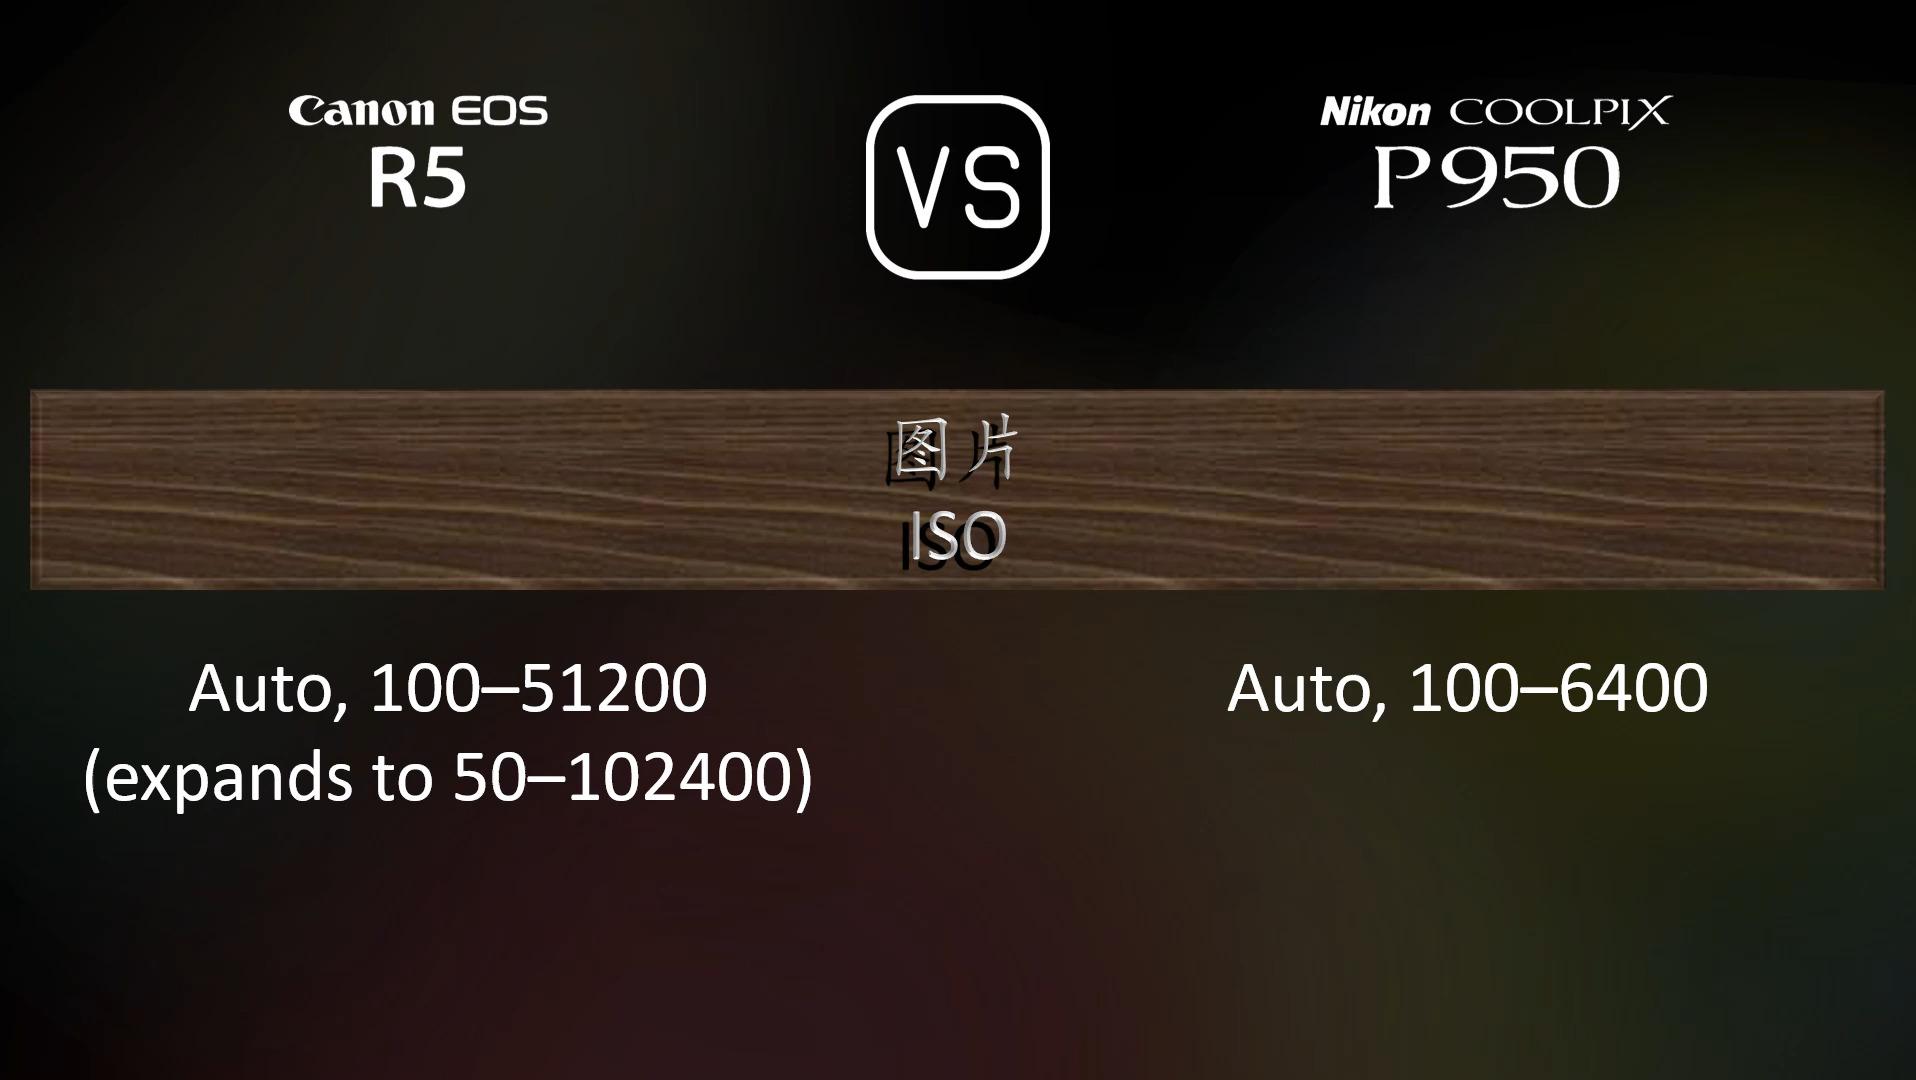 Canon EOS
R5
VS
Nikon COOLPIX
P950
图片
ISO
Auto, 100–51200
(expands to 50–102400)
Auto, 100–6400